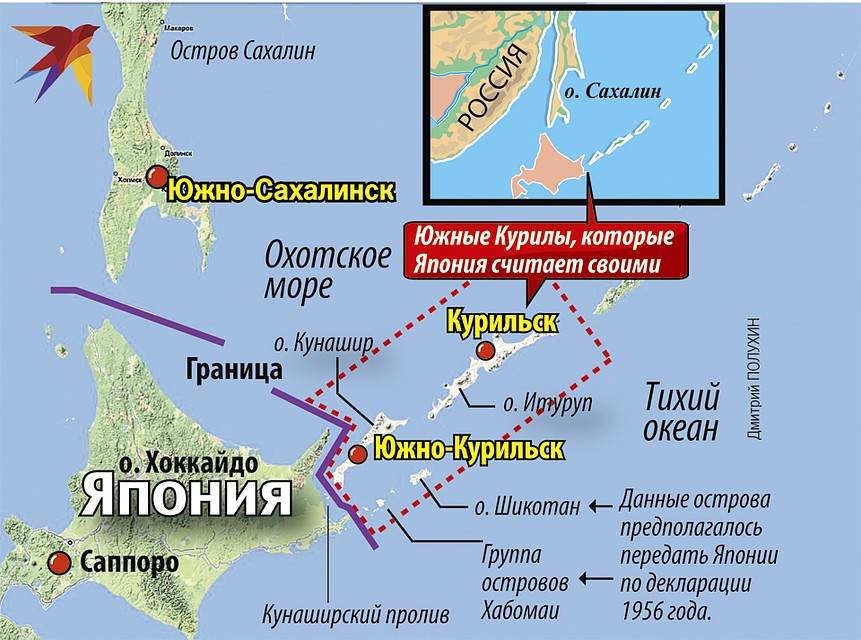 Макаров
Остров Сахалин
РОССИЯ
о. Сахалин
Долинск
Холмск
Южно-Сахалинск
Южные Курилы, которые
Япония считает своими
Охотское
море
Курильск
о. Кунашир
Граница
о. Итуруп
Тихий
океан
Дмитрий ПОЛУХИН
Южно-Курильск
о. Хоккайдо
Япония
о. Шикотан
Данные острова
предполагалось
передать Японии
по декларации
1956 года.
Группа
островов
Хабомаи
Саппоро
Кунаширский пролив